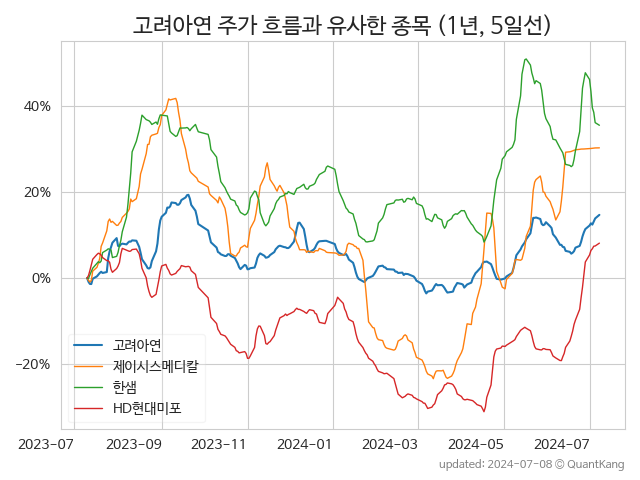 고려아연 주가 흐름과 유사한 종목 (1년, 5일선)
40%
20%
0%
−20%
고려아연
제이시스메디칼
한샘
HD현대미포
2023-07 2023-09 2023-11 2024-01 2024-03 2024-05 2024-07
updated: 2024-07-08 © QuantKang